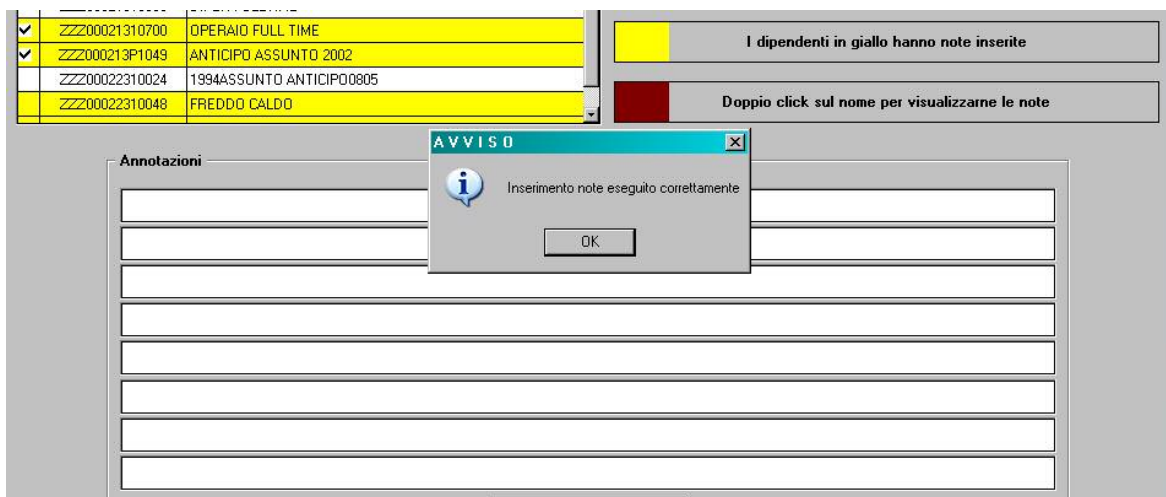 ZZZ00021310700 OPERAIO FULL TIME
ZZZ000213P1049 ANTICIPO ASSUNTO 2002
ZZZ00022310024 1994ASSUNTO ANTICIPO0805
ZZZ00022310048 FREDDO CALDO
I dipendenti in giallo hanno note inserite
Doppio click sul nome per visualizzarne le note
AVVISO
Inserimento note eseguito correttamente
OK
Annotazioni